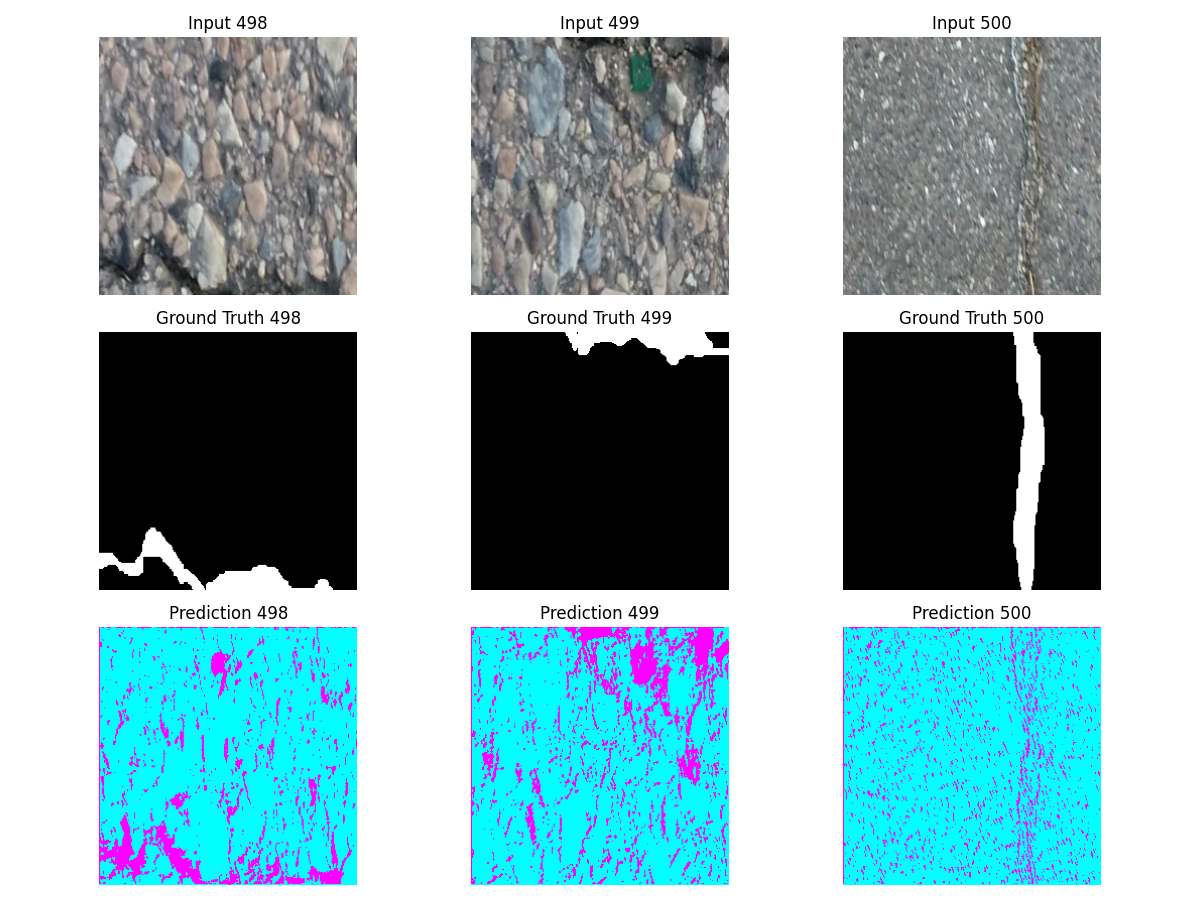 Input 498
Input 499
Input 500
Ground Truth 498
Ground Truth 499
Ground Truth 500
Prediction 498
Prediction 499
Prediction 500